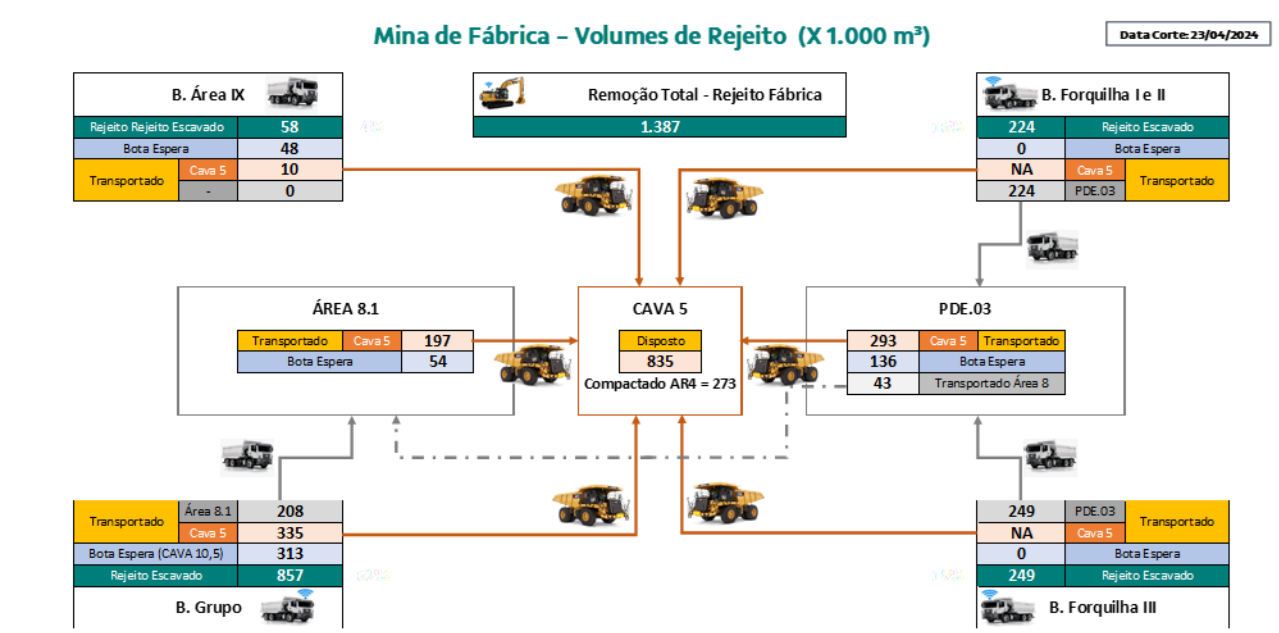 Mina de Fábrica – Volumes de Rejeito (X 1.000 m³)
Data Corte: 23/04/2024
B. Área IX
Rejeito Rejeito Escavado 58
Bota Espera 48
Transportado Cava 5 10
- 0
Remoção Total - Rejeito Fábrica
1.387
B. Forquilha I e II
224 Rejeito Escavado
0 Bota Espera
NA Cava 5 Transportado
224 PDE.03
ÁREA 8.1
Transportado Cava 5 197
Bota Espera 54
CAVA 5
Disposto
835
Compactado AR4 = 273
PDE.03
293 Cava 5 Transportado
136 Bota Espera
43 Transportado Área 8
Transportado Área 8.1 208
Cava 5 335
Bota Espera (CAVA 10,5) 313
Rejeito Escavado 857
B. Grupo
249 PDE.03 Transportado
NA Cava 5
0 Bota Espera
249 Rejeito Escavado
B. Forquilha III